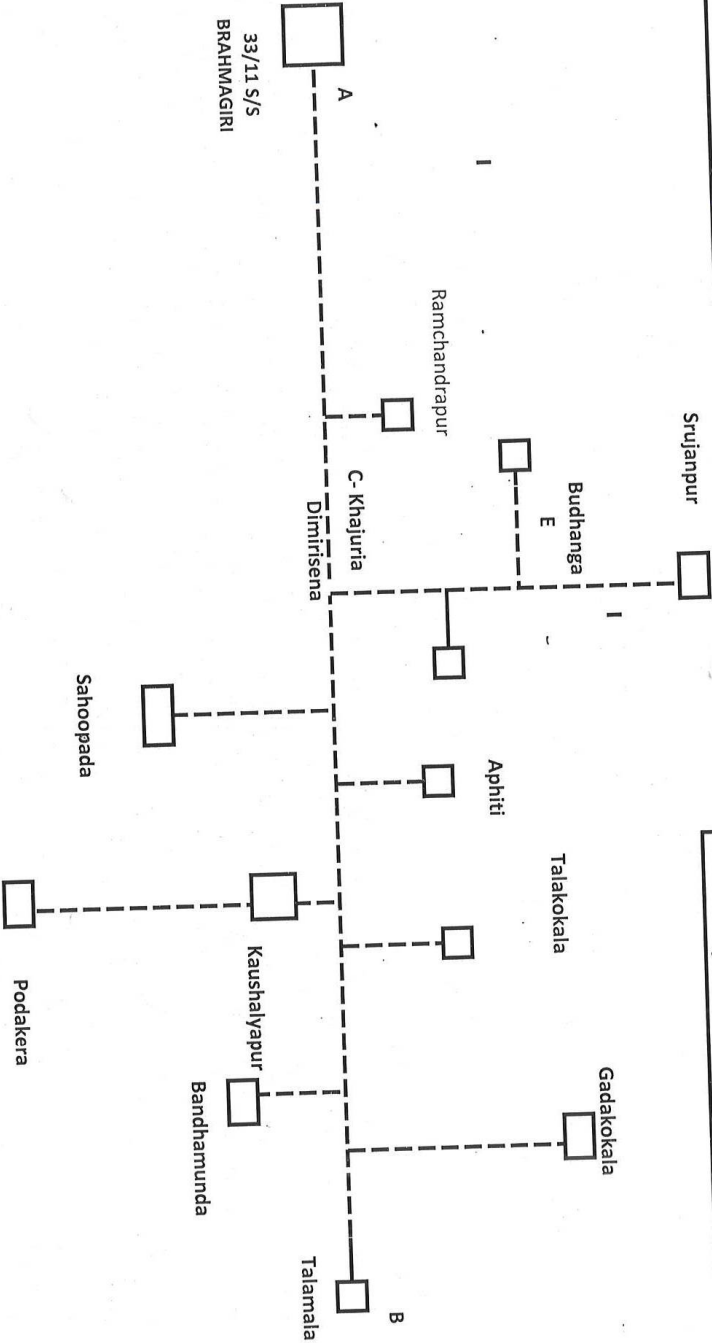 A
33/11 S/S
BRAHMAGIRI
Ramchandrapur
C- Khajuria
Dimirisena
Srujanpur
Budhanga
E
Sahoopada
Aphiti
Talakokala
Kaushalyapur
Podakera
Bandhamunda
Gadakokala
B
Talamala